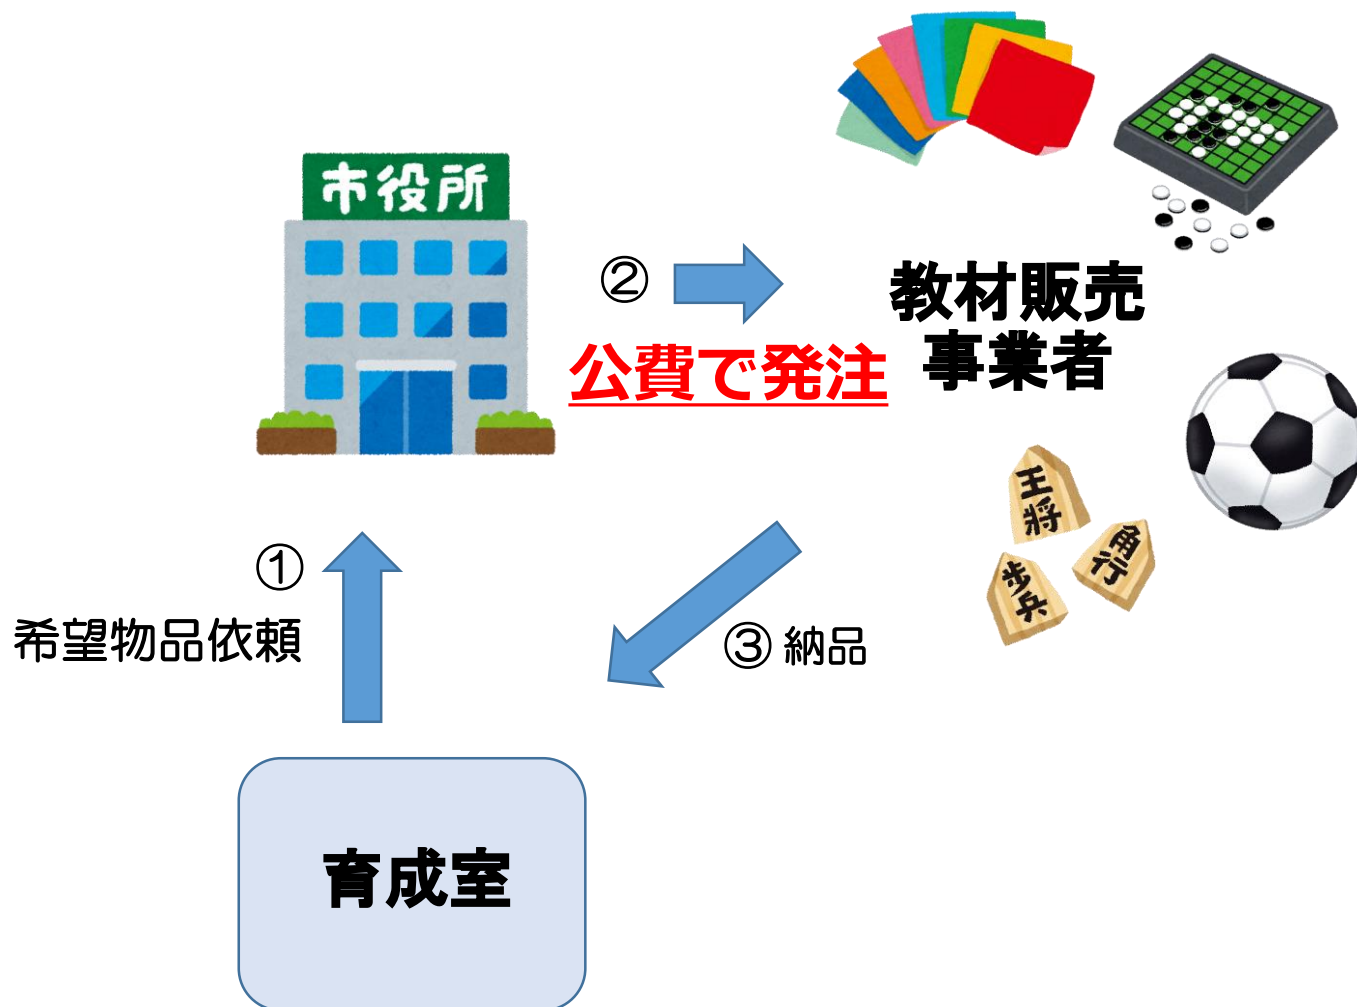 市役所
②
公費で発注
教材販売
事業者
王将
角行
歩兵
①
希望物品依頼
③ 納品
育成室